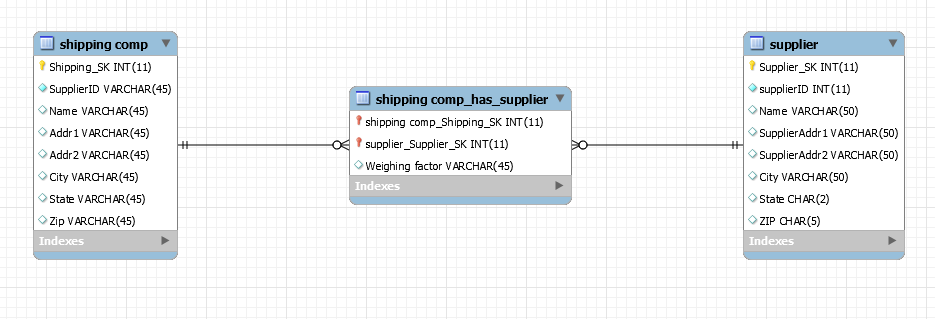 shipping comp
Shipping_SK INT(11)
SupplierID VARCHAR(45)
Name VARCHAR(45)
Addr1 VARCHAR(45)
Addr2 VARCHAR(45)
City VARCHAR(45)
State VARCHAR(45)
Zip VARCHAR(45)
Indexes
shipping comp_has_supplier
shipping comp_Shipping_SK INT(11)
supplier_Supplier_SK INT(11)
Weighing factor VARCHAR(45)
Indexes
supplier
Supplier_SK INT(11)
supplierID INT(11)
Name VARCHAR(50)
SupplierAddr1 VARCHAR(50)
SupplierAddr2 VARCHAR(50)
City VARCHAR(50)
State CHAR(2)
ZIP CHAR(5)
Indexes